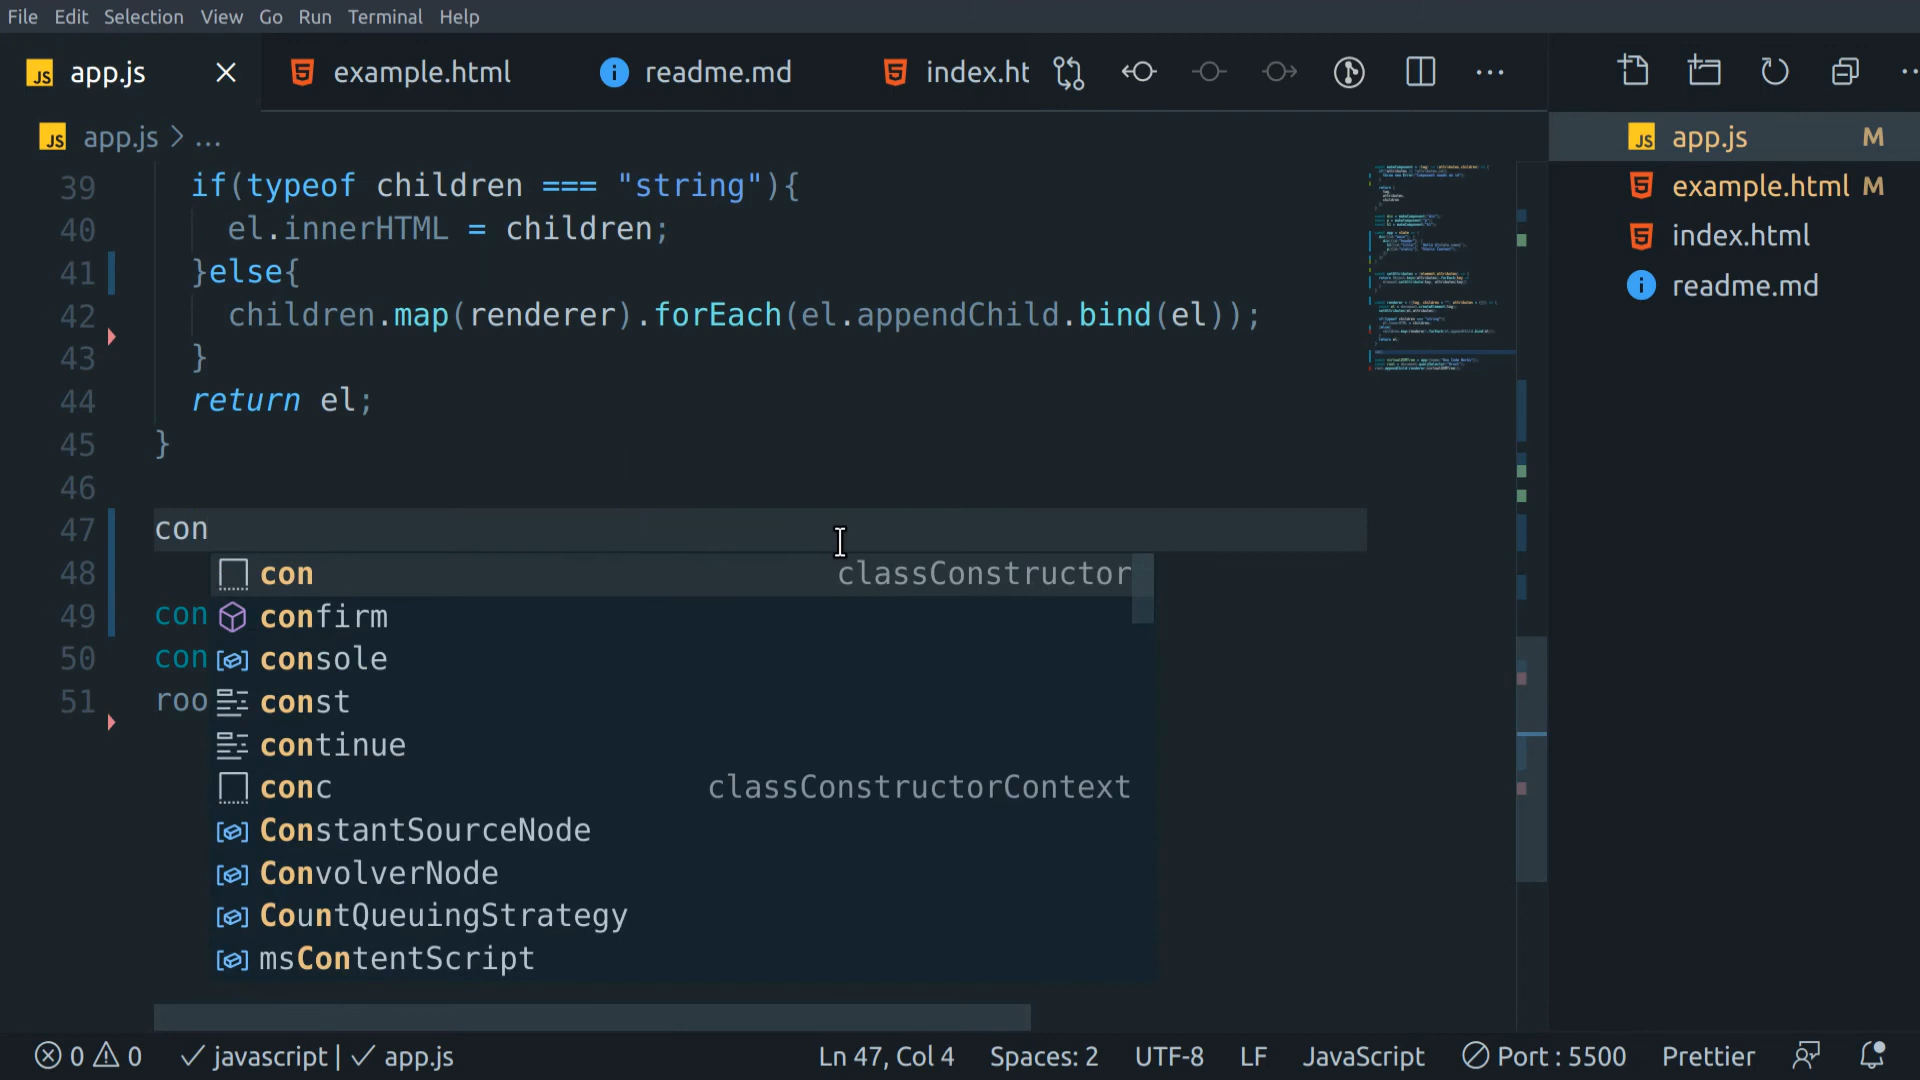 File Edit Selection View Go Run Terminal Help
JS app.js example.html readme.md index.ht
JS app.js > ...
39 if(typeof children === "string"){
40 el.innerHTML = children;
41 }else{
42 children.map(renderer).forEach(el.appendChild.bind(el));
43 }
44 return el;
45 }
46
47 con
48 con classConstructor
49 con confirm
50 con console
51 roo const
continue
conc classConstructorContext
ConstantSourceNode
ConvolverNode
CountQueuingStrategy
msContentScript
JS app.js M
example.html M
index.html
readme.md
0 0 javascript | app.js Ln 47, Col 4 Spaces: 2 UTF-8 LF JavaScript Port : 5500 Prettier